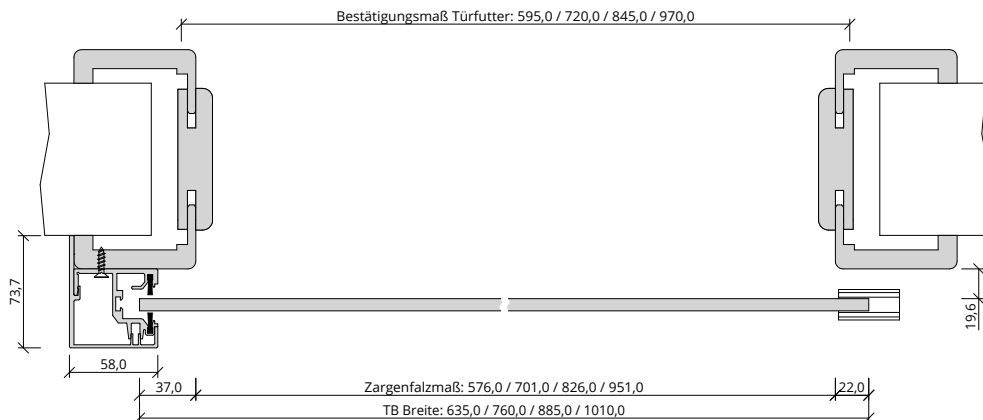 Bestätigungsmaß Türfutter: 595,0 / 720,0 / 845,0 / 970,0
73,7
19,6
58,0
37,0
Zargenfalzmaß: 576,0 / 701,0 / 826,0 / 951,0
22,0
TB Breite: 635,0 / 760,0 / 885,0 / 1010,0